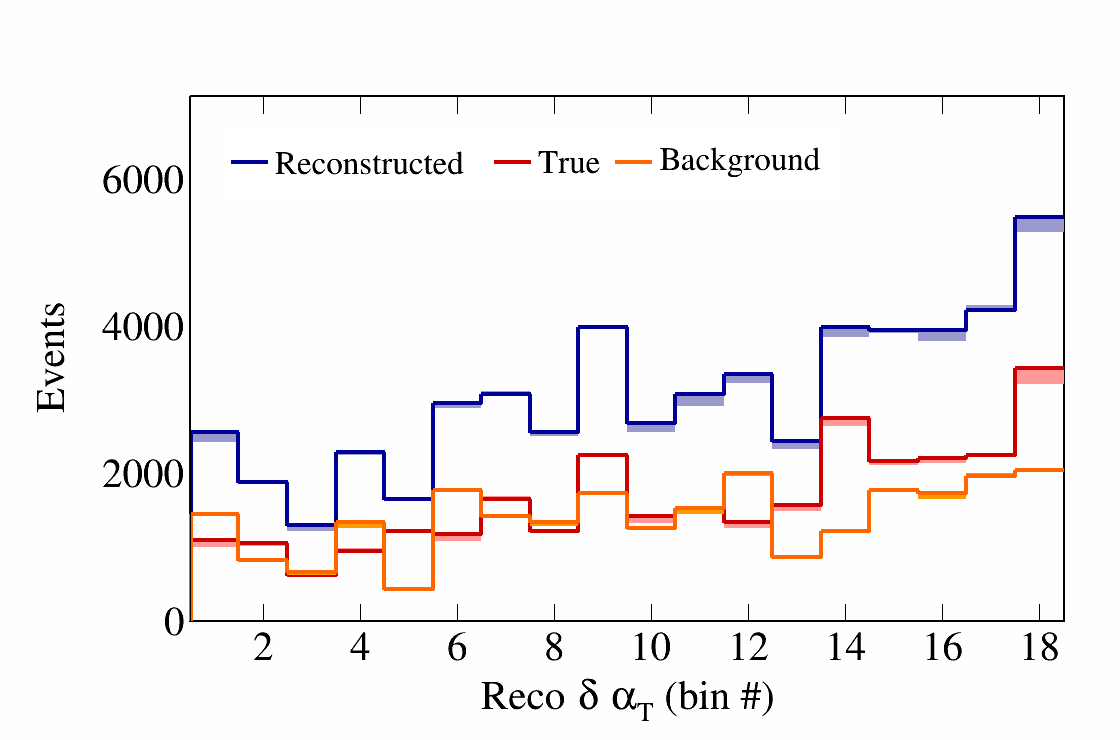 Reconstructed True Background
Events
6000
4000
2000
0
2 4 6 8 10 12 14 16 18
Reco δ α_T (bin #)